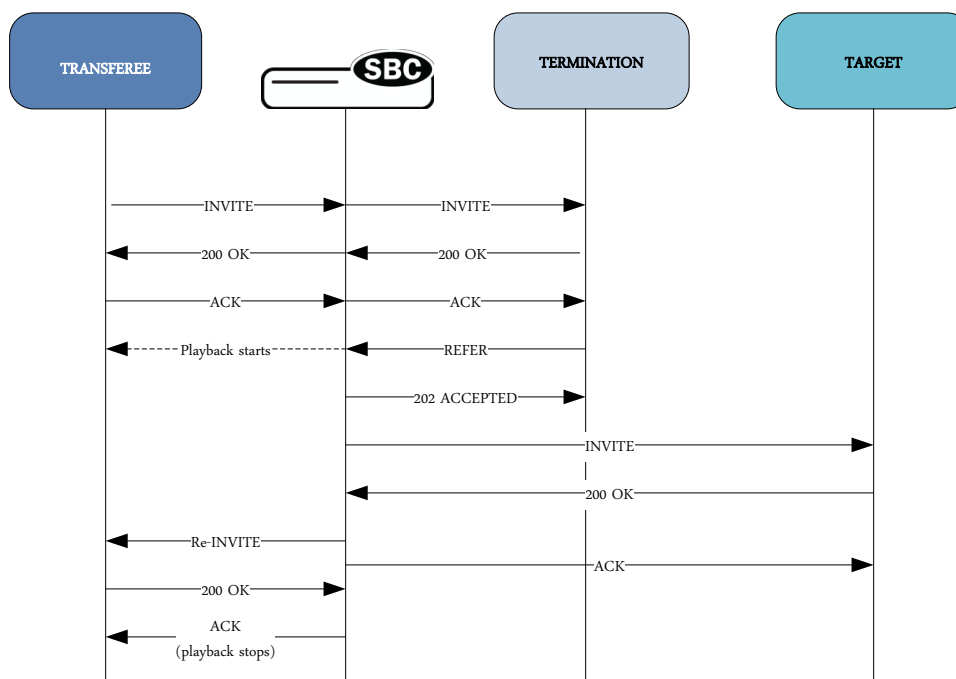 TRANSFEREE
SBC
TERMINATION
TARGET
INVITE
INVITE
200 OK
200 OK
ACK
ACK
Playback starts
REFER
202 ACCEPTED
INVITE
200 OK
Re-INVITE
ACK
200 OK
ACK
(playback stops)